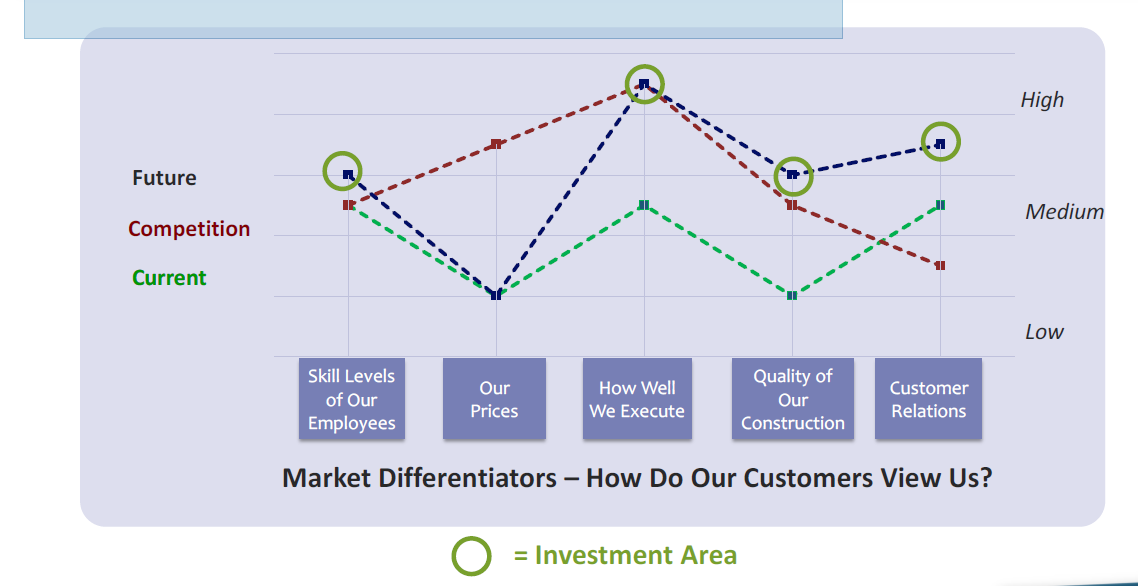 High
Future
Medium
Competition
Current
Low
Skill Levels
of Our
Employees
Our
Prices
How Well
We Execute
Quality of
Our
Construction
Customer
Relations
Market Differentiators – How Do Our Customers View Us?
= Investment Area